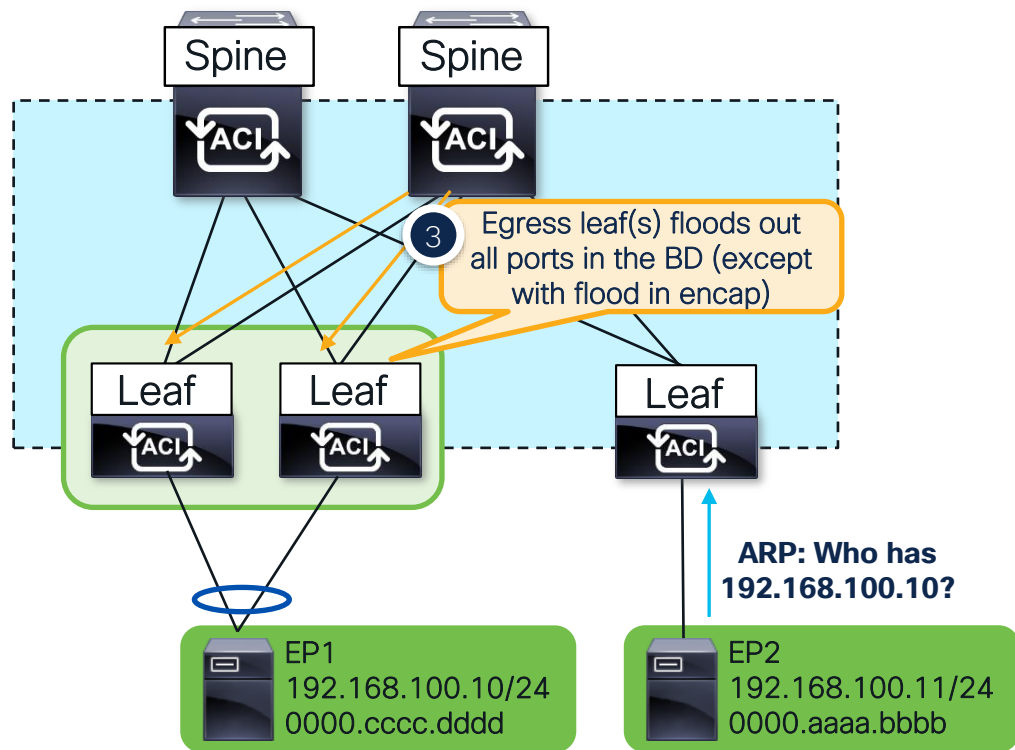 Spine
Spine
ACI
ACI
3
Egress leaf(s) floods out
all ports in the BD (except
with flood in encap)
Leaf
Leaf
Leaf
ACI
ACI
ACI
ARP: Who has
192.168.100.10?
EP1
192.168.100.10/24
0000.cccc.dddd
EP2
192.168.100.11/24
0000.aaaa.bbbb